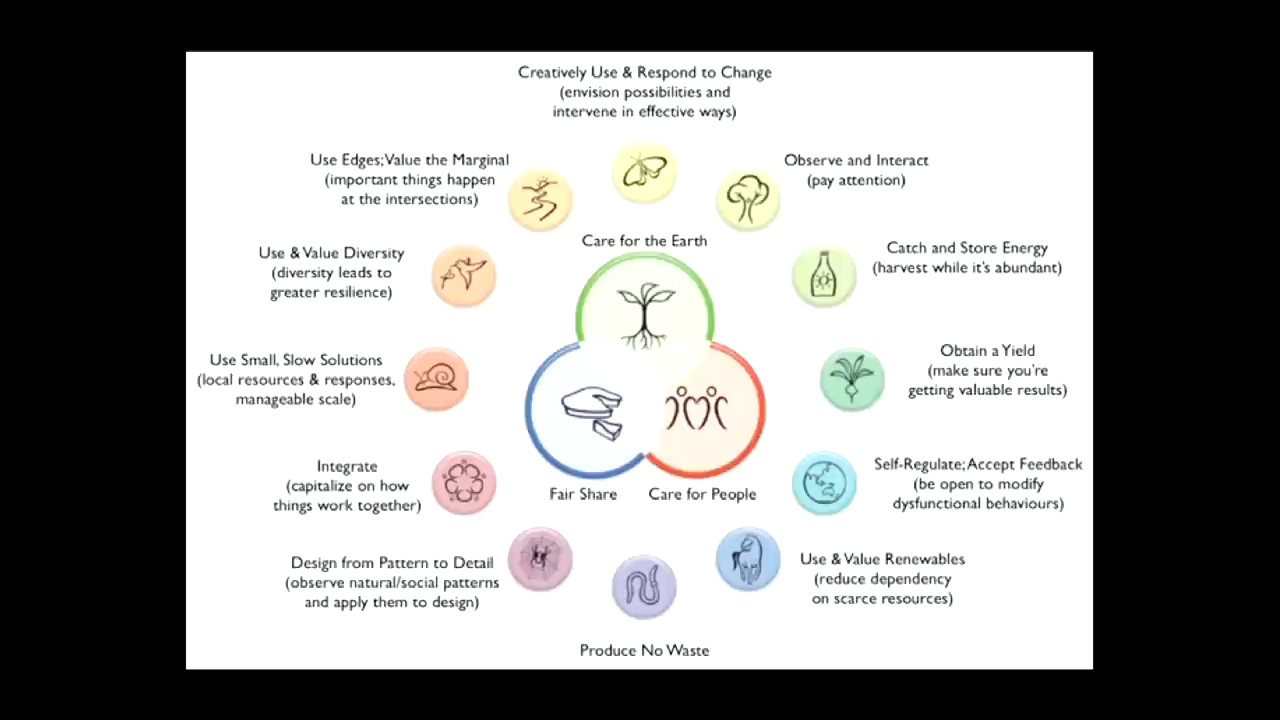 Creatively Use & Respond to Change
(envision possibilities and
intervene in effective ways)
Use Edges; Value the Marginal
(important things happen
at the intersections)
Observe and Interact
(pay attention)
Care for the Earth
Use & Value Diversity
(diversity leads to
greater resilience)
Catch and Store Energy
(harvest while it's abundant)
Use Small, Slow Solutions
(local resources & responses,
manageable scale)
Obtain a Yield
(make sure you're
getting valuable results)
Integrate
(capitalize on how
things work together)
Fair Share
Care for People
Self-Regulate; Accept Feedback
(be open to modify
dysfunctional behaviours)
Design from Pattern to Detail
(observe natural/social patterns
and apply them to design)
Use & Value Renewables
(reduce dependency
on scarce resources)
Produce No Waste